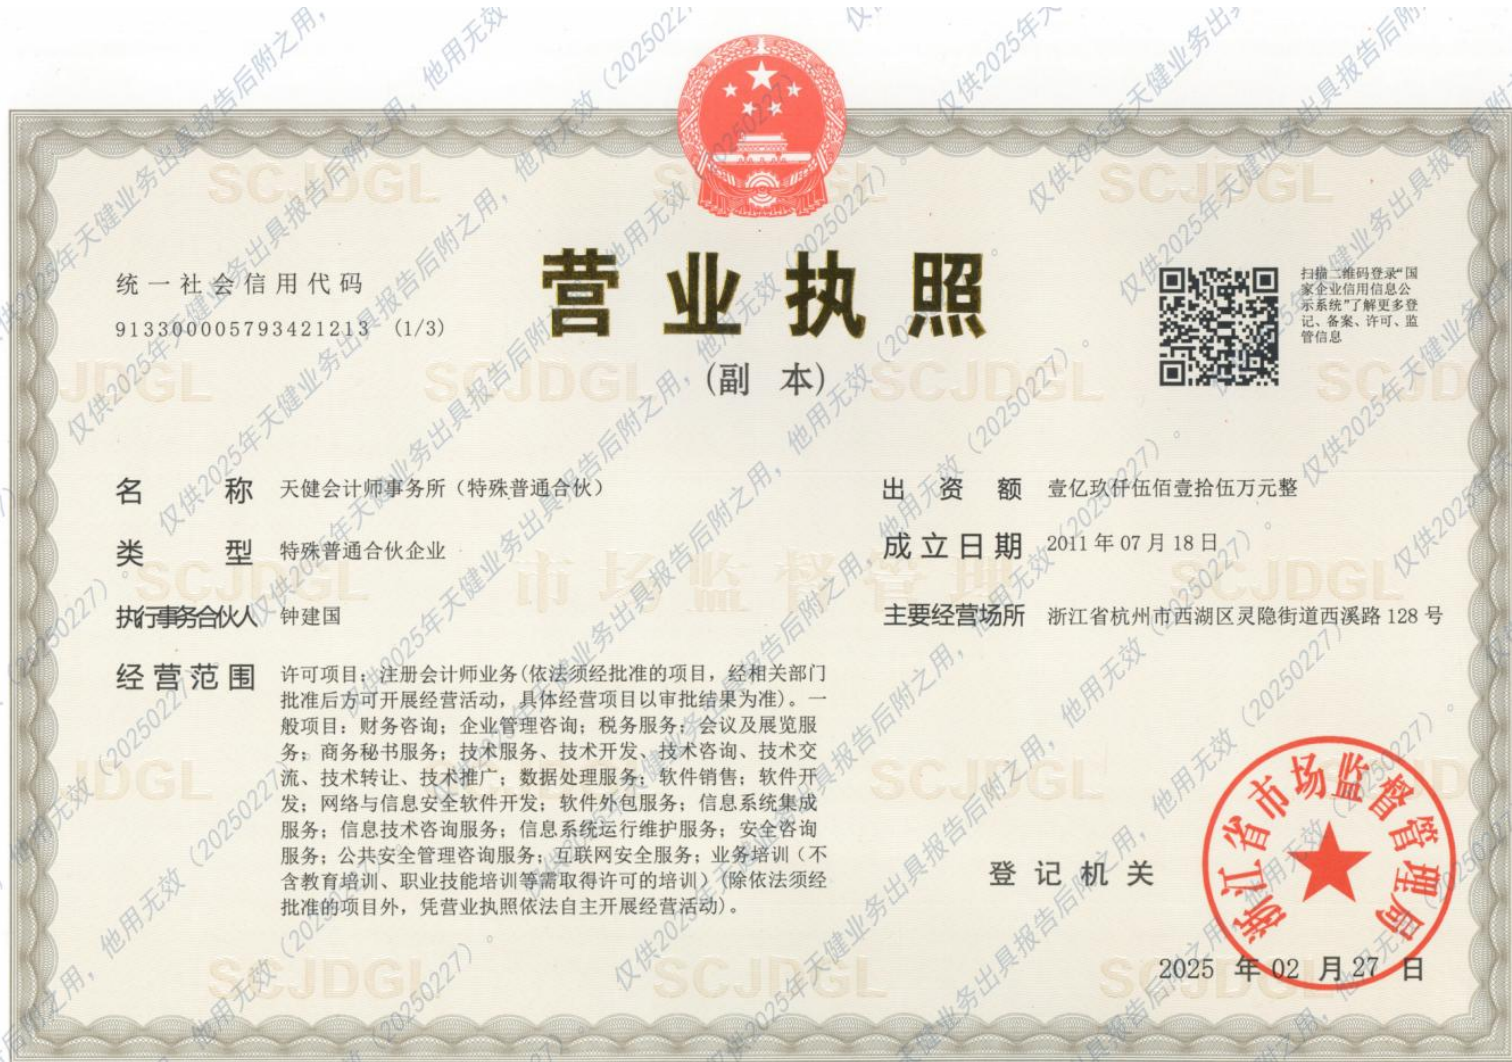 营业执照
(副 本)
统一社会信用代码
913300005793421213 (1/3)
扫描二维码登录“国
家企业信用信息公
示系统”了解更多登
记、备案、许可、监
管信息
名 称 天健会计师事务所（特殊普通合伙）
类 型 特殊普通合伙企业
执行事务合伙人 钟建国
经营范围 许可项目：注册会计师业务(依法须经批准的项目，经相关部门
批准后方可开展经营活动，具体经营项目以审批结果为准)。一
般项目：财务咨询；企业管理咨询；税务服务；会议及展览服
务；商务秘书服务；技术服务、技术开发、技术咨询、技术交
流、技术转让、技术推广；数据处理服务；软件销售；软件开
发；网络与信息安全软件开发；软件外包服务；信息系统集成
服务；信息技术咨询服务；信息系统运行维护服务；安全咨询
服务；公共安全管理咨询服务；互联网安全服务；业务培训（不
含教育培训、职业技能培训等需取得许可的培训）(除依法须经
批准的项目外，凭营业执照依法自主开展经营活动)。
出资额 壹亿玖仟伍佰壹拾伍万元整
成立日期 2011年07月18日
主要经营场所 浙江省杭州市西湖区灵隐街道西溪路128号
登记机关
浙江省市场监督管理局
2025 年 02 月 27 日
SCJDGL
市场监督管理
仅供2025年天健业务出具报告后附之用，他用无效（20250227）。